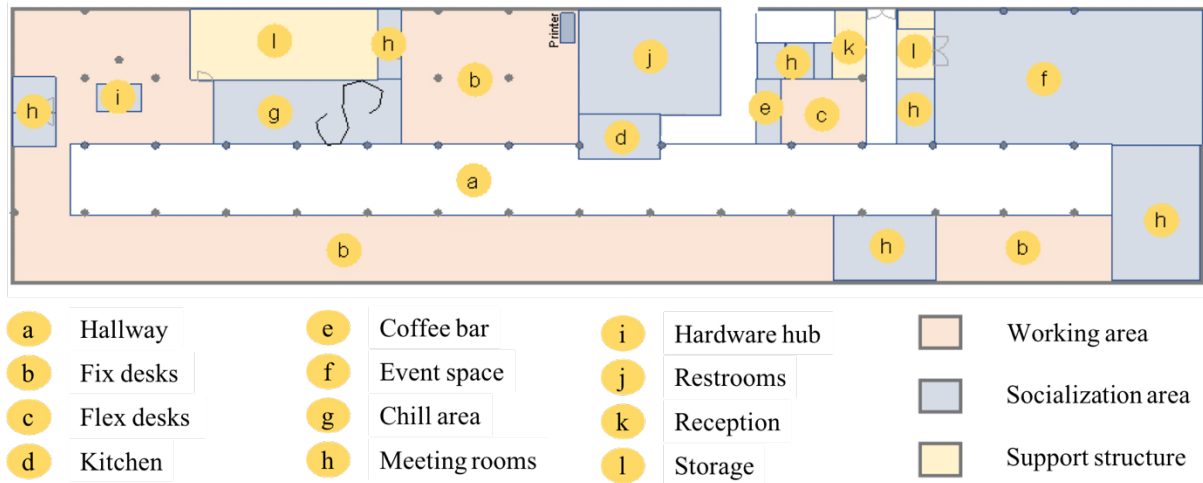 Printer
l
h
b
j
h
k
l
f
h
i
g
e
c
h
d
a
b
h
b
h
a Hallway
b Fix desks
c Flex desks
d Kitchen
e Coffee bar
f Event space
g Chill area
h Meeting rooms
i Hardware hub
j Restrooms
k Reception
l Storage
Working area
Socialization area
Support structure